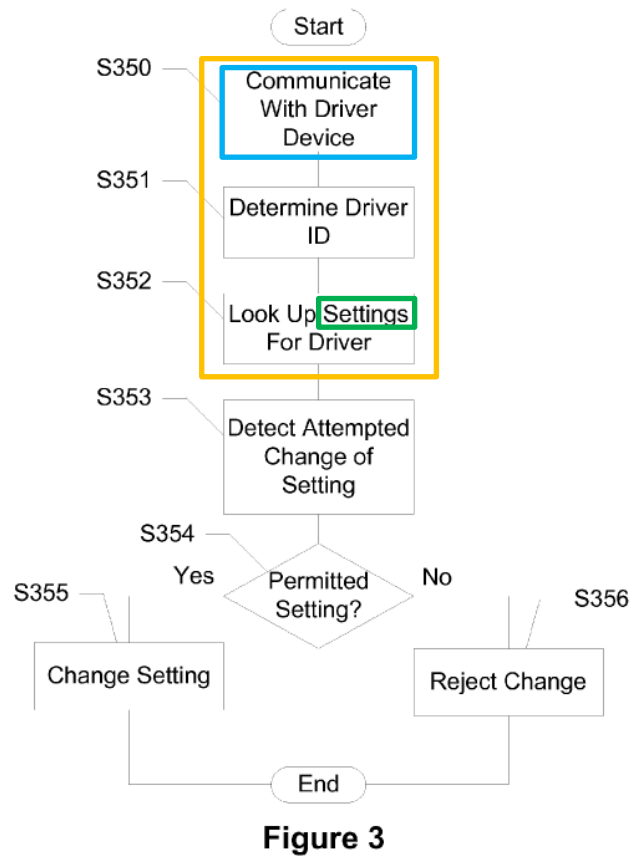 Start
S350
Communicate
With Driver
Device
S351
Determine Driver
ID
S352
Look Up Settings
For Driver
S353
Detect Attempted
Change of
Setting
S354
Permitted
Setting?
Yes
No
S355
Change Setting
S356
Reject Change
End
Figure 3